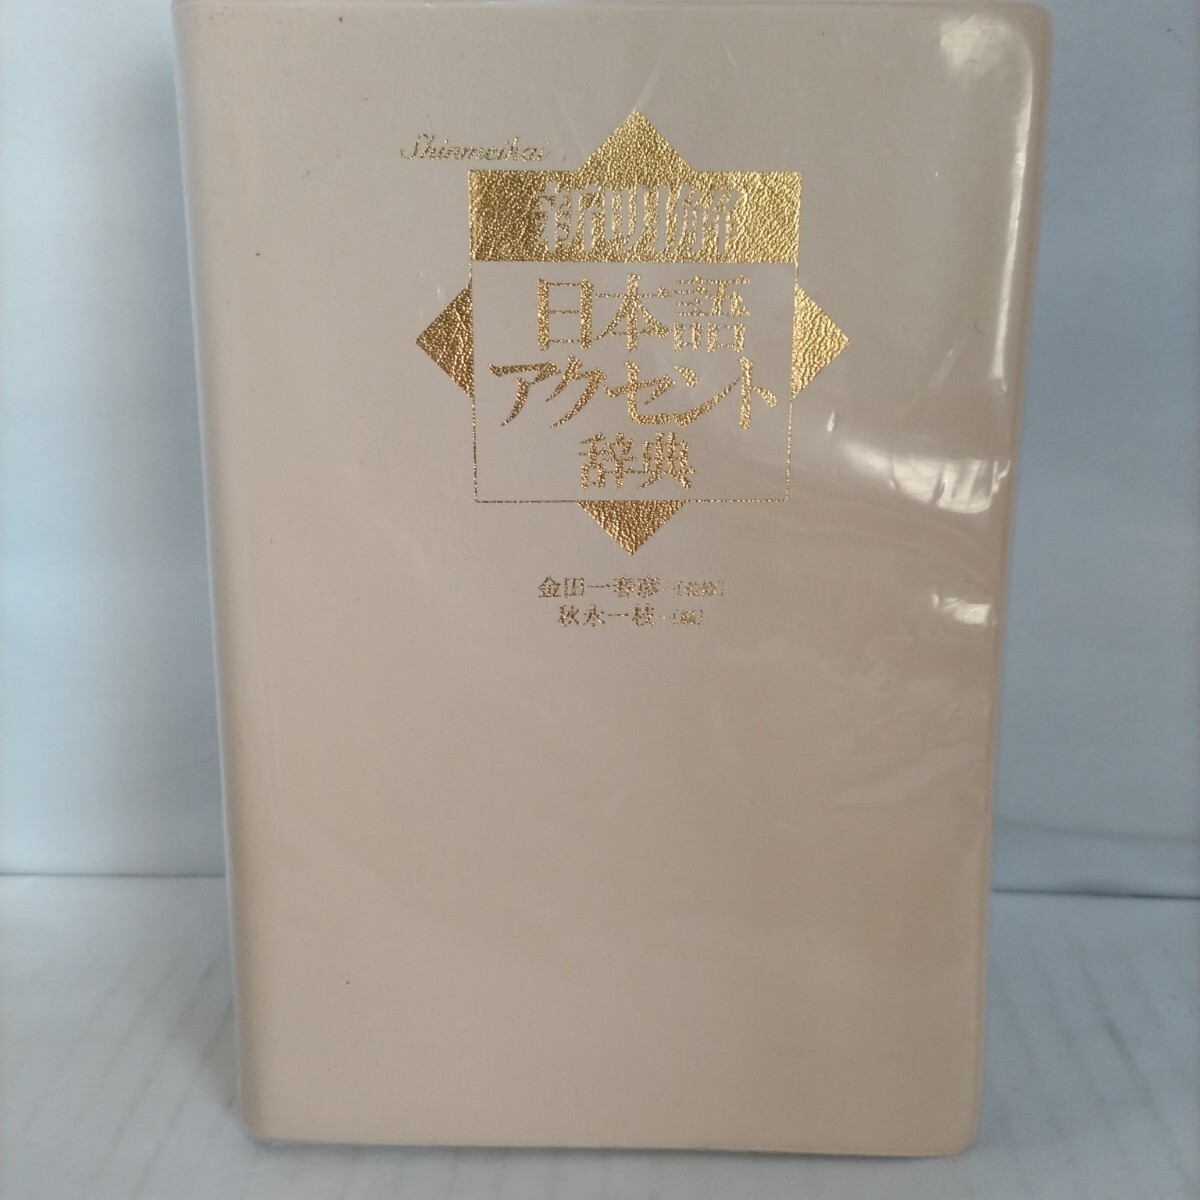 Shinmeikai
新明解
日本語
アクセント
辞典
金田一春彦 [監修]
秋永一枝 [編]